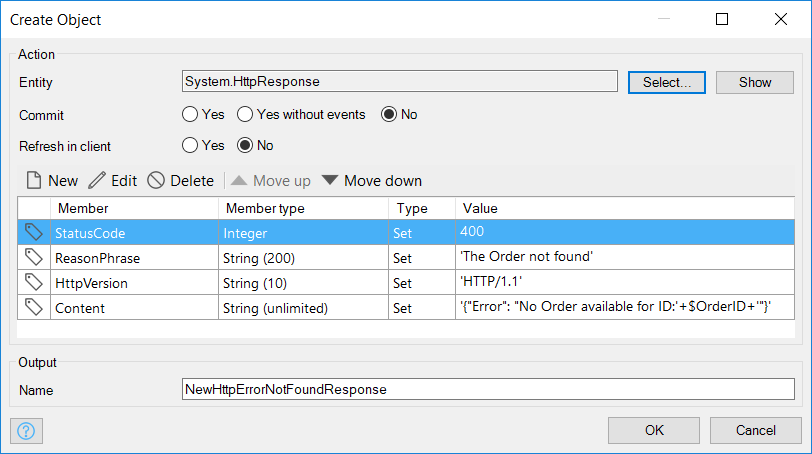 Create Object
Action
Entity System.HttpResponse Select... Show
Commit Yes Yes without events No
Refresh in client Yes No
New Edit Delete Move up Move down
Member Member type Type Value
StatusCode Integer Set 400
ReasonPhrase String (200) Set 'The Order not found'
HttpVersion String (10) Set 'HTTP/1.1'
Content String (unlimited) Set '{"Error": "No Order available for ID:'+$OrderID+'"}'
Output
Name NewHttpErrorNotFoundResponse
? OK Cancel